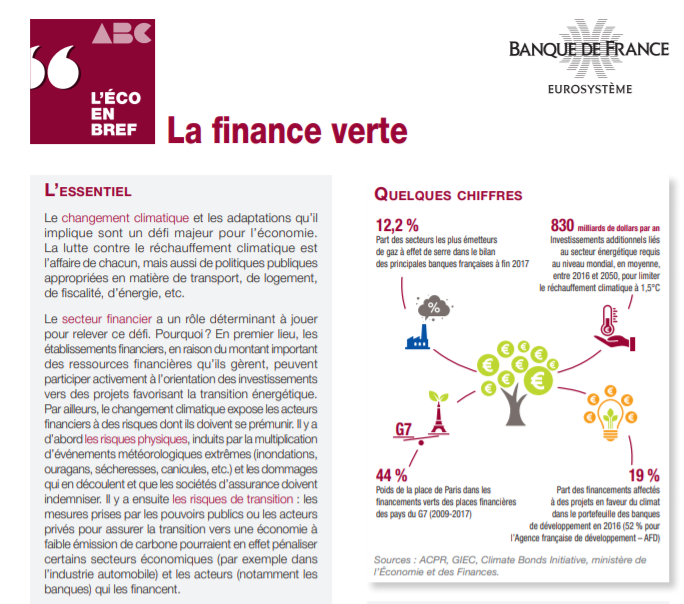 ABC
L'ÉCO
EN
BREF
BANQUE DE FRANCE
EUROSYSTÈME
La finance verte
L'ESSENTIEL
Le changement climatique et les adaptations qu'il
implique sont un défi majeur pour l'économie.
La lutte contre le réchauffement climatique est
l'affaire de chacun, mais aussi de politiques publiques
appropriées en matière de transport, de logement,
de fiscalité, d'énergie, etc.
Le secteur financier a un rôle déterminant à jouer
pour relever ce défi. Pourquoi ? En premier lieu, les
établissements financiers, en raison du montant important
des ressources financières qu'ils gèrent, peuvent
participer activement à l'orientation des investissements
vers des projets favorisant la transition énergétique.
Par ailleurs, le changement climatique expose les acteurs
financiers à des risques dont ils doivent se prémunir. Il y a
d'abord les risques physiques, induits par la multiplication
d'événements météorologiques extrêmes (inondations,
ouragans, sécheresses, canicules, etc.) et les dommages
qui en découlent et que les sociétés d'assurance doivent
indemniser. Il y a ensuite les risques de transition : les
mesures prises par les pouvoirs publics ou les acteurs
privés pour assurer la transition vers une économie à
faible émission de carbone pourraient en effet pénaliser
certains secteurs économiques (par exemple dans
l'industrie automobile) et les acteurs (notamment les
banques) qui les financent.
QUELQUES CHIFFRES
12,2 %
Part des secteurs les plus émetteurs
de gaz à effet de serre dans le bilan
des principales banques françaises à fin 2017
830 milliards de dollars par an
Investissements additionnels liés
au secteur énergétique requis
au niveau mondial, en moyenne,
entre 2016 et 2050, pour limiter
le réchauffement climatique à 1,5°C
%
€ € € € € € € €
€ € € € €
G7
44 %
Poids de la place de Paris dans les
financements verts des places financières
des pays du G7 (2009-2017)
19 %
Part des financements affectés
à des projets en faveur du climat
dans le portefeuille des banques
de développement en 2016 (52 % pour
l'Agence française de développement – AFD)
Sources : ACPR, GIEC, Climate Bonds Initiative, ministère de
l'Économie et des Finances.